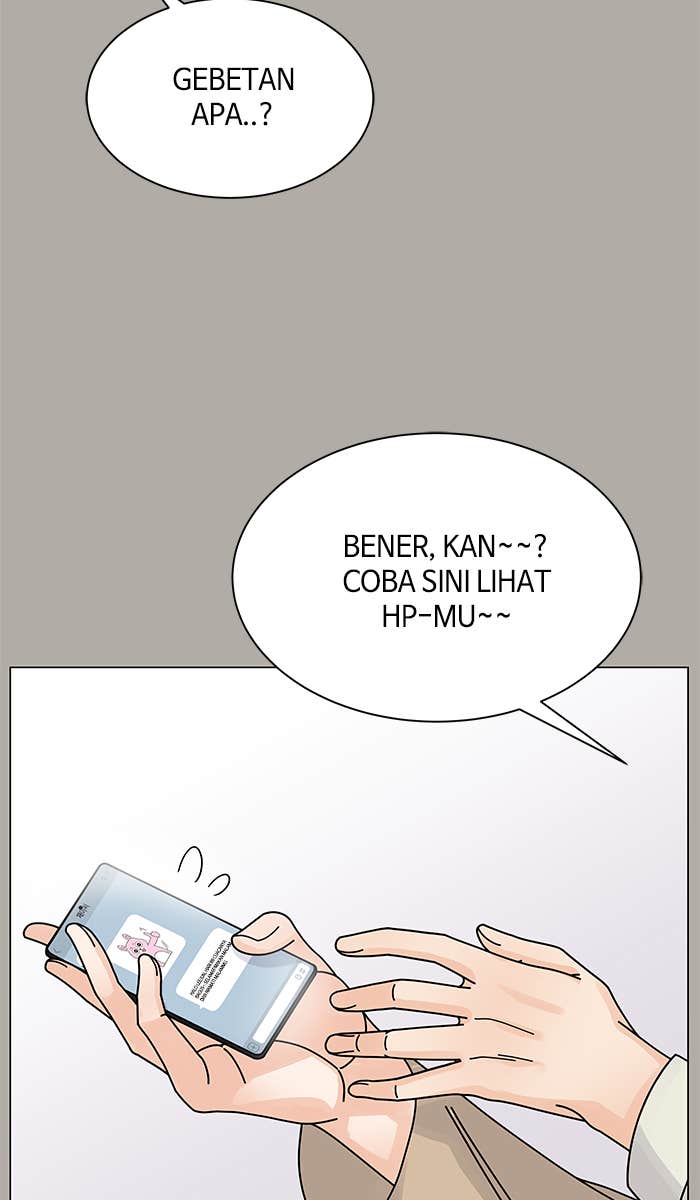 GEBETAN
APA..?
BENER, KAN~~?
COBA SINI LIHAT
HP-MU~~